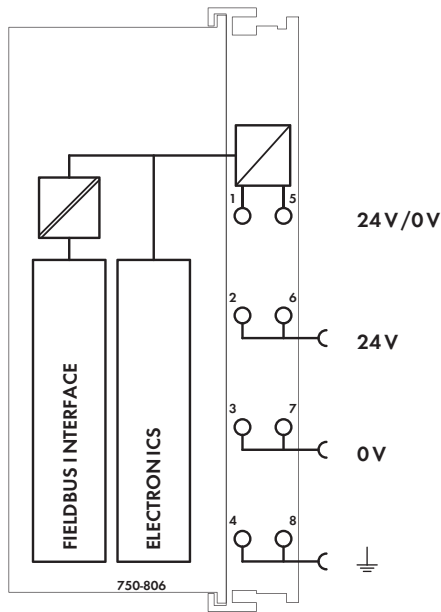 1 5
24V/0V
2 6
24V
3 7
0V
4 8
FIELDBUS INTERFACE
ELECTRONICS
750-806